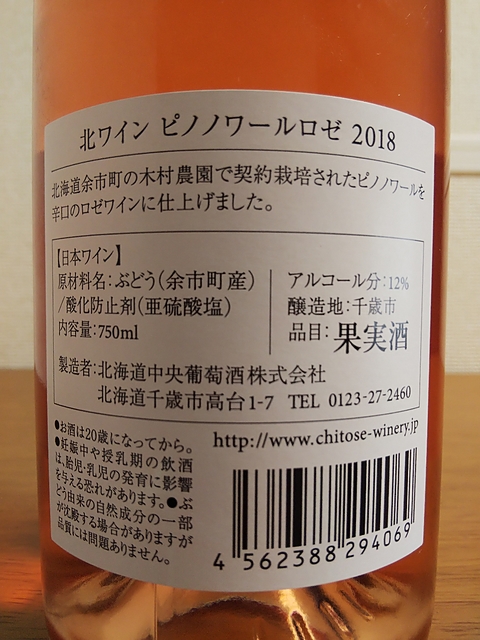 北ワイン ピノノワールロゼ 2018
北海道余市町の木村農園で契約栽培されたピノノワールを
辛口のロゼワインに仕上げました。
【日本ワイン】
原材料名：ぶどう（余市町産）
/酸化防止剤（亜硫酸塩）
内容量：750ml
アルコール分：12%
醸造地：千歳市
品目：果実酒
製造者：北海道中央葡萄酒株式会社
北海道千歳市高台1-7 TEL 0123-27-2460
●お酒は20歳になってから。
●妊娠中や授乳期の飲酒
は、胎児・乳児の発育に影響
を与える恐れがあります。●ぶ
どう由来の自然成分の一部
が沈殿する場合がありますが
品質には問題ありません。
http://www.chitose-winery.jp
4 562388 294069